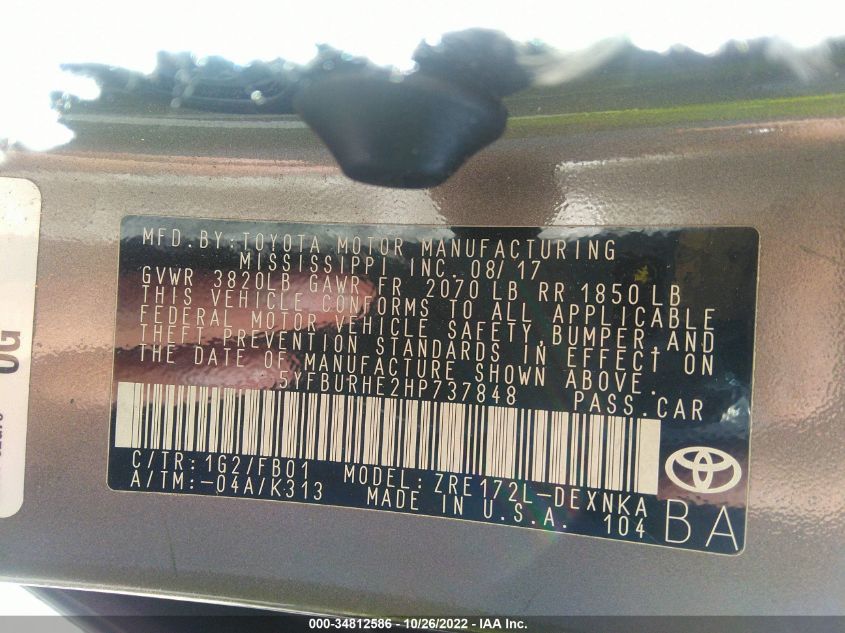 MFD.BY:TOYOTA MOTOR MANUFACTURING
MISSISSIPPI INC. 08/17
GVWR 3820LB GAWR FR 2070 LB RR 1850 LB
THIS VEHICLE CONFORMS TO ALL APPLICABLE
FEDERAL MOTOR VEHICLE SAFETY,BUMPER AND
THEFT PREVENTION STANDARDS IN EFFECT ON
THE DATE OF MANUFACTURE SHOWN ABOVE.
5YFBURHE2HP737848 PASS.CAR
C/TR:1G2/FB01 MODEL:ZRE172L-DEXNKA
A/TM:-04A/K313 MADE IN U.S.A. 104
BA
000-34812586 - 10/26/2022 - IAA Inc.